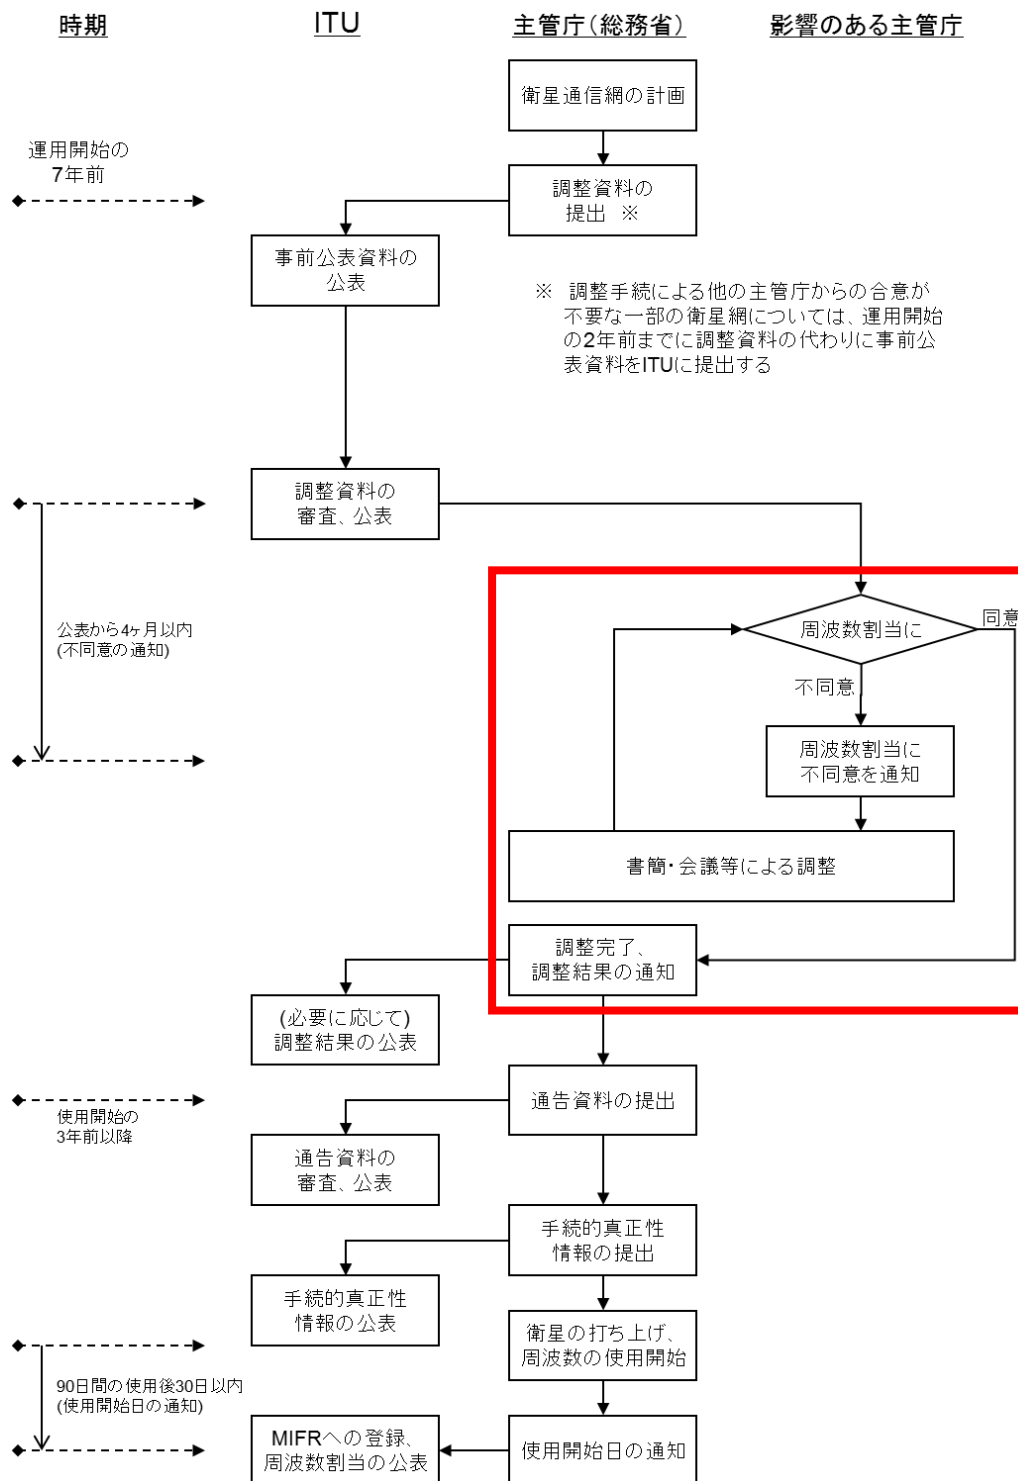 時期
ITU
主管庁(総務省)
影響のある主管庁
衛星通信網の計画
運用開始の
7年前
調整資料の
提出 ※
事前公表資料の
公表
※ 調整手続による他の主管庁からの合意が
不要な一部の衛星網については、運用開始
の2年前までに調整資料の代わりに事前公
表資料をITUに提出する
調整資料の
審査、公表
公表から4ヶ月以内
(不同意の通知)
周波数割当に
同意
不同意
周波数割当に
不同意を通知
書簡・会議等による調整
調整完了、
調整結果の通知
(必要に応じて)
調整結果の公表
通告資料の提出
使用開始の
3年前以降
通告資料の
審査、公表
手続的真正性
情報の提出
手続的真正性
情報の公表
衛星の打ち上げ、
周波数の使用開始
90日間の使用後30日以内
(使用開始日の通知)
MIFRへの登録、
周波数割当の公表
使用開始日の通知